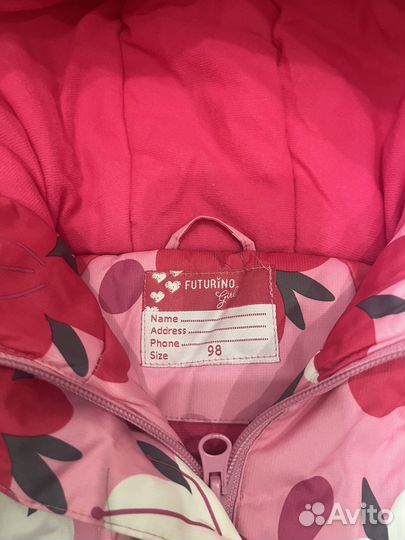 FUTURiNO
Girl
Name
Address
Phone
Size 98
Avito